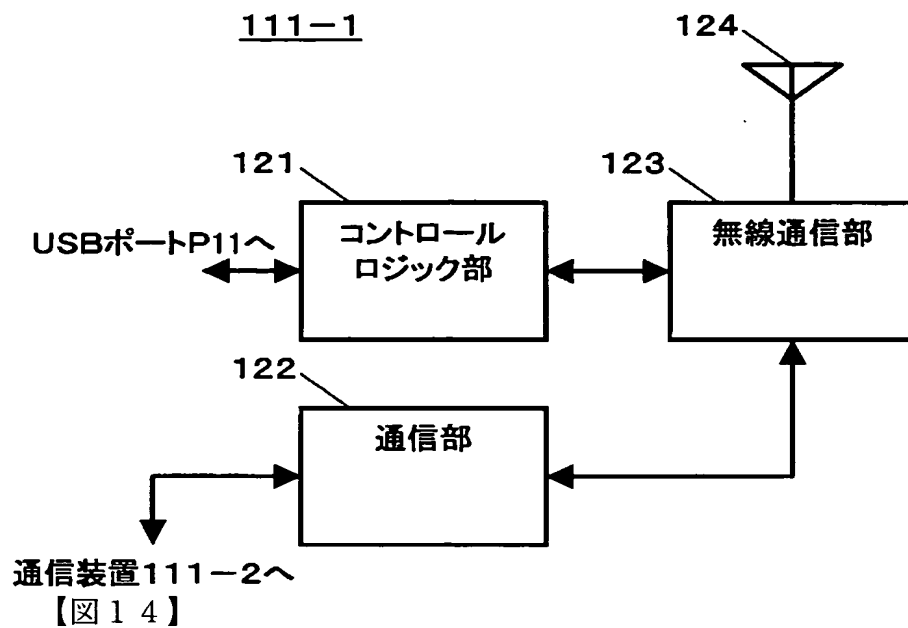 111-1
124
121
123
USBポートP11へ
コントロール
ロジック部
無線通信部
122
通信部
通信装置111-2へ
【図14】